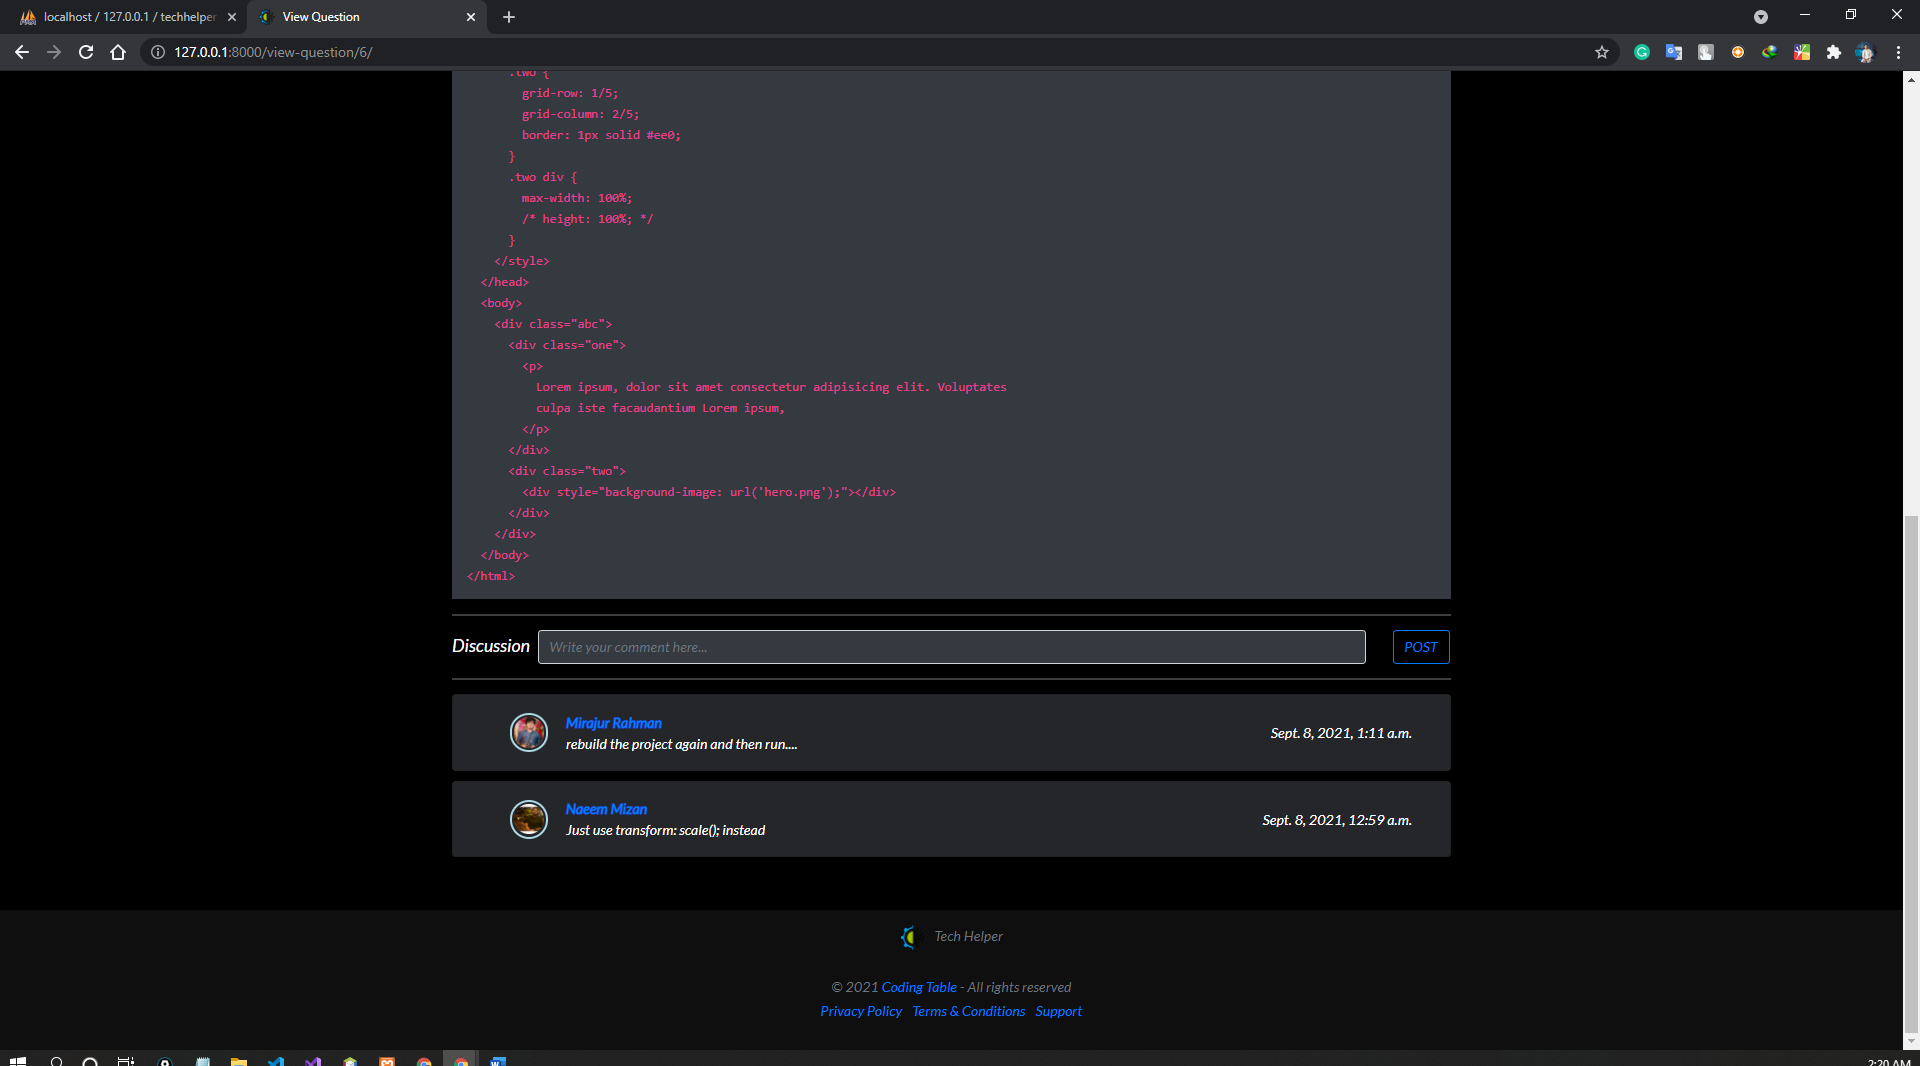 localhost / 127.0.0.1 / techhelper
View Question
127.0.0.1:8000/view-question/6/
.two {
grid-row: 1/5;
grid-column: 2/5;
border: 1px solid #ee0;
}
.two div {
max-width: 100%;
/* height: 100%; */
}
</style>
</head>
<body>
<div class="abc">
<div class="one">
<p>
Lorem ipsum, dolor sit amet consectetur adipisicing elit. Voluptates
culpa iste facaudantium Lorem ipsum,
</p>
</div>
<div class="two">
<div style="background-image: url('hero.png');"></div>
</div>
</div>
</body>
</html>
Discussion Write your comment here... POST
Mirajur Rahman
rebuild the project again and then run....
Sept. 8, 2021, 1:11 a.m.
Naeem Mizan
Just use transform: scale(); instead
Sept. 8, 2021, 12:59 a.m.
Tech Helper
© 2021 Coding Table - All rights reserved
Privacy Policy Terms & Conditions Support
2:20 AM